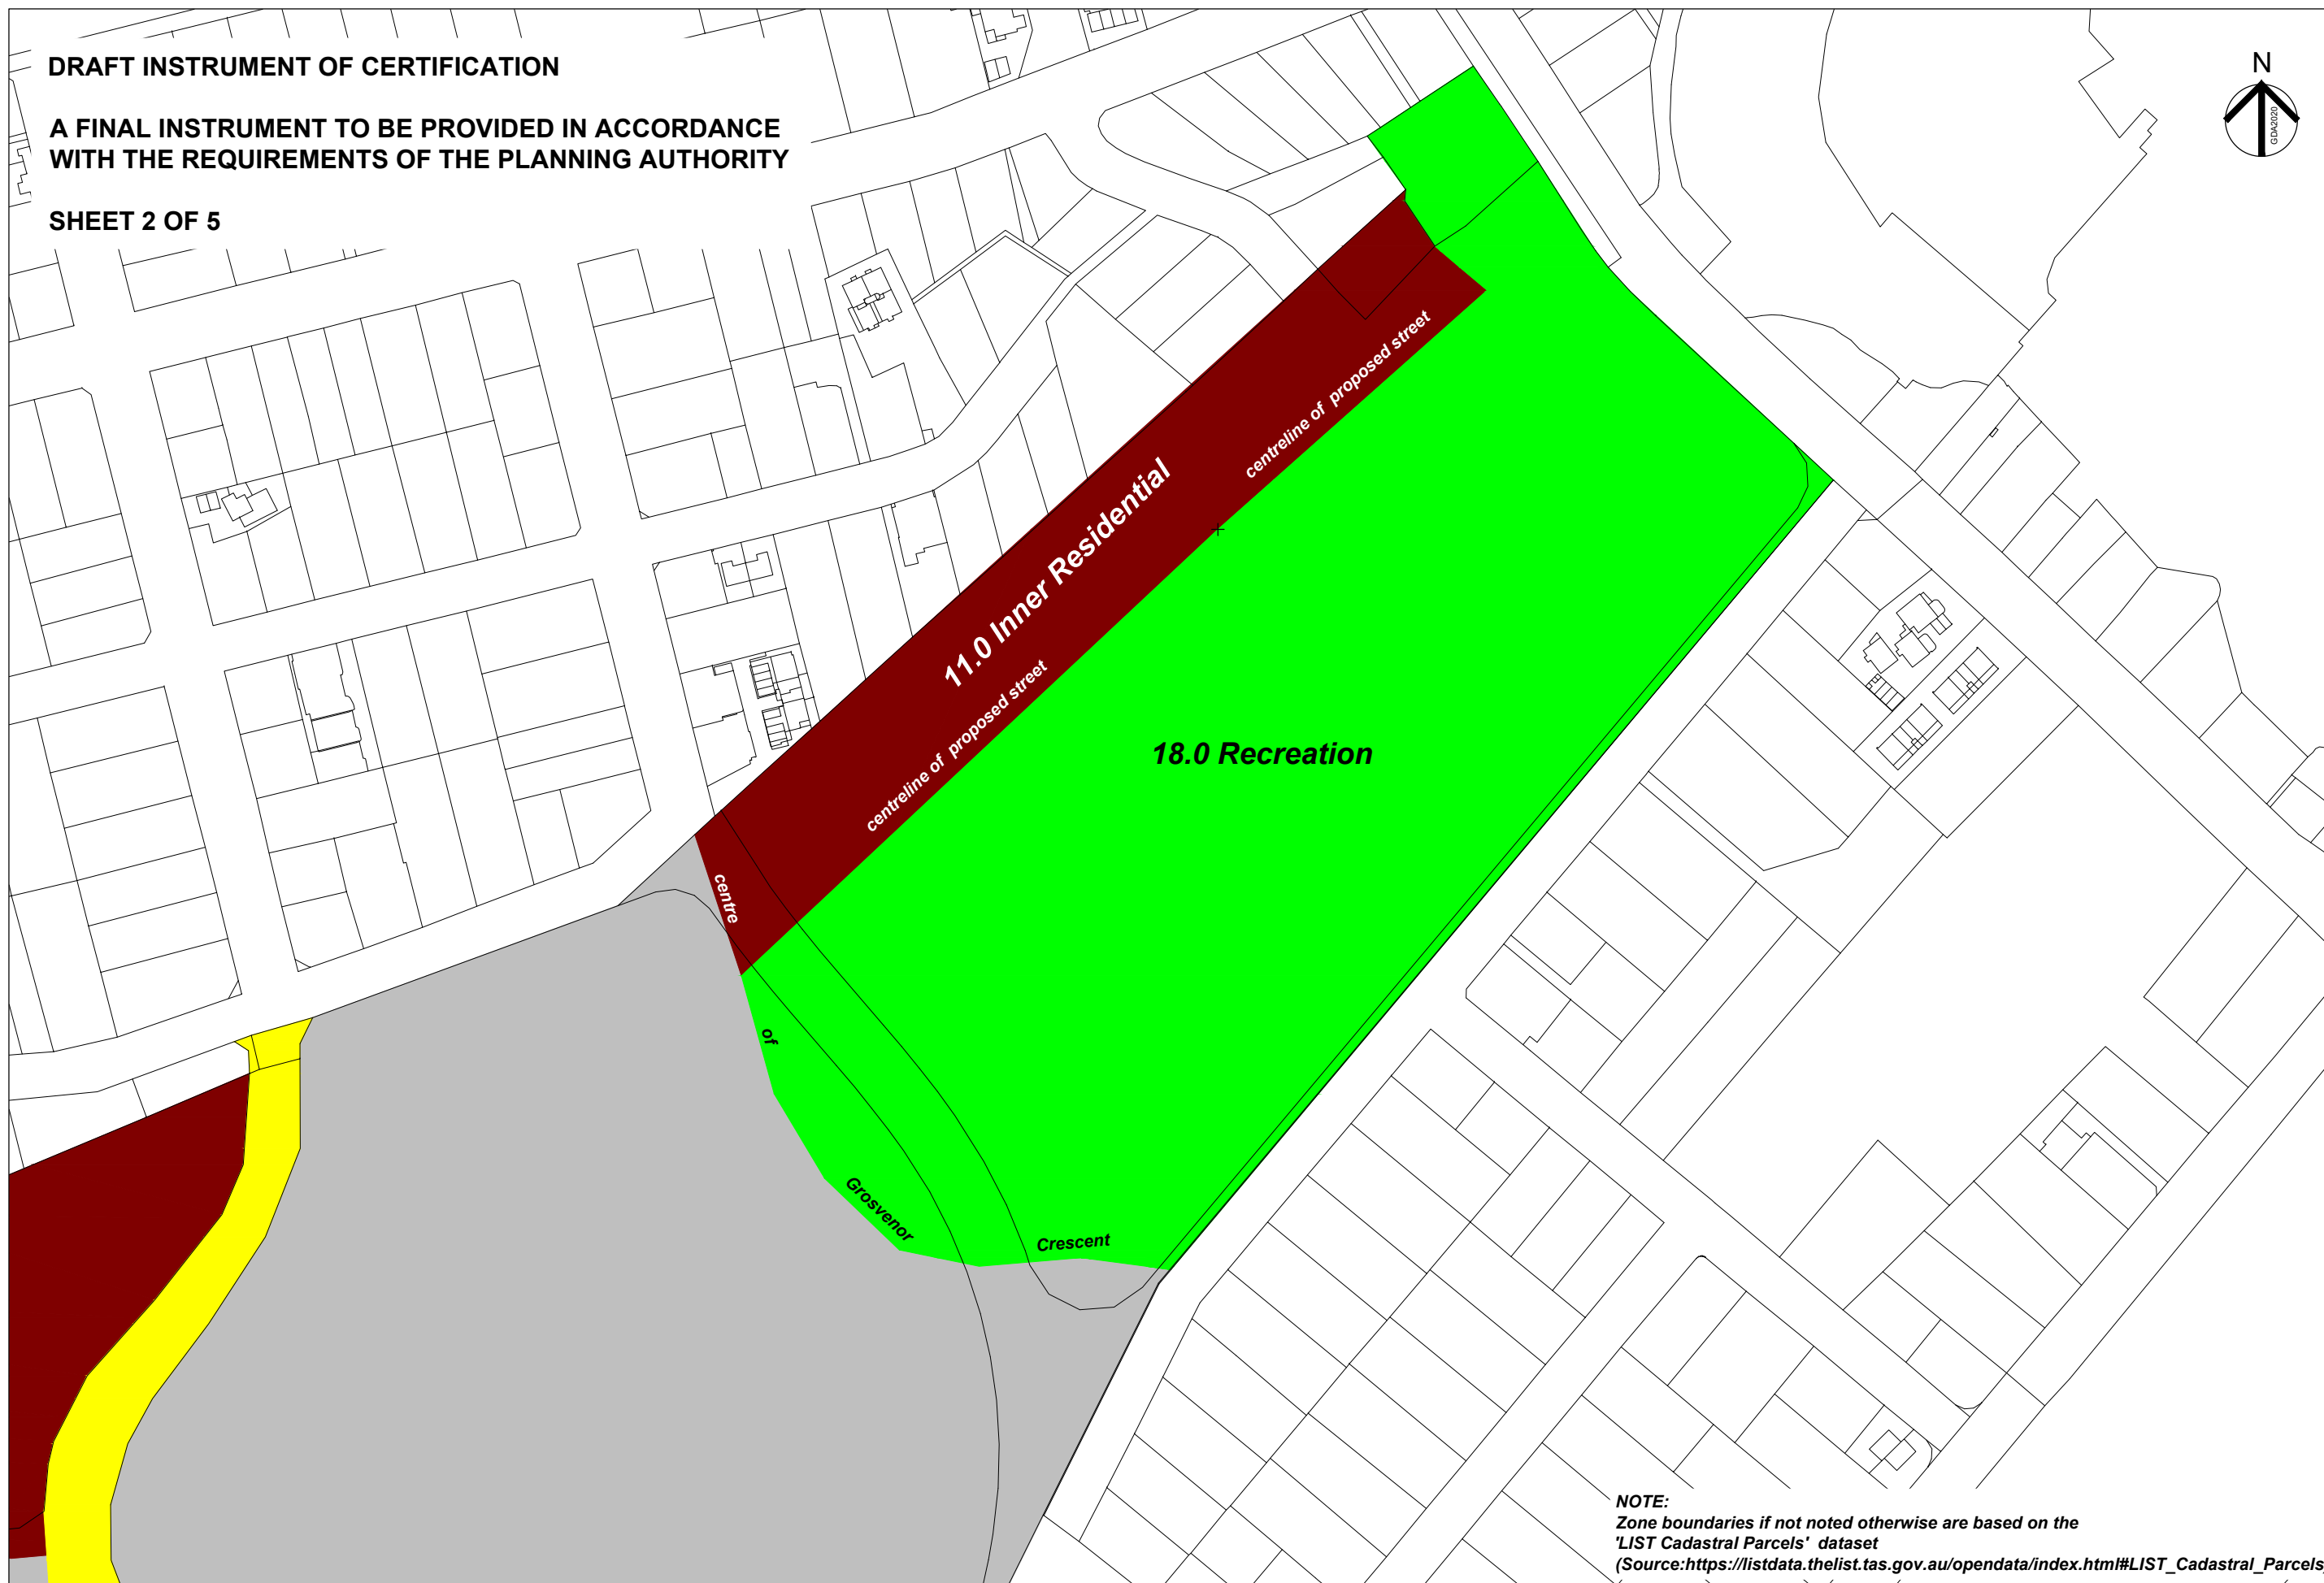 DRAFT INSTRUMENT OF CERTIFICATION
A FINAL INSTRUMENT TO BE PROVIDED IN ACCORDANCE
WITH THE REQUIREMENTS OF THE PLANNING AUTHORITY
SHEET 2 OF 5
N
GDA2020
centreline of proposed street
11.0 Inner Residential
centreline of proposed street
18.0 Recreation
centre
of
Grosvenor
Crescent
NOTE:
Zone boundaries if not noted otherwise are based on the
'LIST Cadastral Parcels' dataset
(Source:https://listdata.thelist.tas.gov.au/opendata/index.html#LIST_Cadastral_Parcels